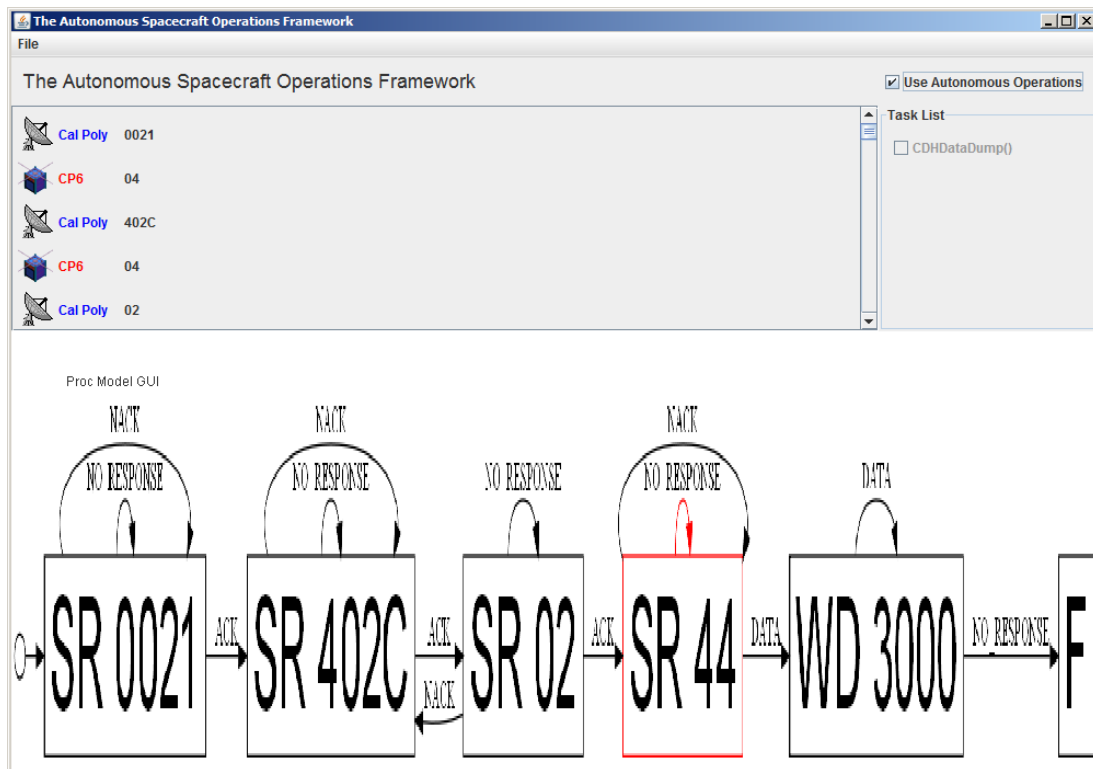 The Autonomous Spacecraft Operations Framework
File
The Autonomous Spacecraft Operations Framework
Use Autonomous Operations
Cal Poly 0021
CP6 04
Cal Poly 402C
CP6 04
Cal Poly 02
Task List
CDHDataDump()
Proc Model GUI
NACK NACK NACK
NO RESPONSE NO RESPONSE NO RESPONSE NO RESPONSE DATA
SR 0021 ACK SR 402C ACK SR 02 ACK SR 44 DATA WD 3000 NO_RESPONSE F
NACK